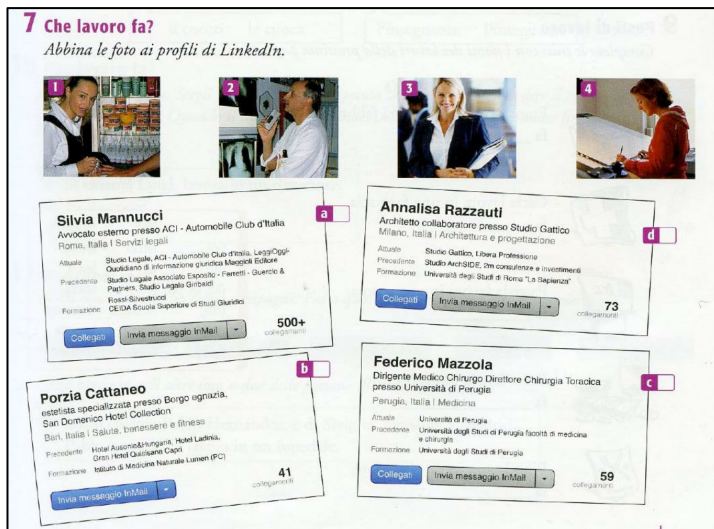 7 Che lavoro fa?
Abbina le foto ai profili di LinkedIn.
1
2
3
4
a
Silvia Mannucci
Avvocato esterno presso ACI - Automobile Club d'Italia
Roma, Italia | Servizi legali
Attuale Studio Legale, ACI - Automobile Club d'Italia, LeggiOggi-
Quotidiano di informazione giuridica Maggioli Editore
Precedente Studio Legale Associato Esposito - Ferretti - Guercio &
Partners, Studio Legale Giribaldi
Rossi-Silvestrucci
Formazione CEIDA Scuola Superiore di Studi Giuridici
Collegati Invia messaggio InMail 500+
collegamenti
d
Annalisa Razzauti
Architetto collaboratore presso Studio Gattico
Milano, Italia | Architettura e progettazione
Attuale Studio Gattico, Libera Professione
Precedente Studio ArchSIDE, 2m consulenze e investimenti
Formazione Università degli Studi di Roma "La Sapienza"
Collegati Invia messaggio InMail 73
collegamenti
b
Porzia Cattaneo
estetista specializzata presso Borgo egnazia,
San Domenico Hotel Collection
Bari, Italia | Salute, benessere e fitness
Precedente Hotel Ausonia&Hungaria, Hotel Ladinia,
Gran Hotel Quisisana Capri
Formazione Istituto di Medicina Naturale Lumen (PC)
Invia messaggio InMail 41
collegamenti
c
Federico Mazzola
Dirigente Medico Chirurgo Direttore Chirurgia Toracica
presso Università di Perugia
Perugia, Italia | Medicina
Attuale Università di Perugia
Precedente Università degli Studi di Perugia facoltà di medicina
e chirurgia
Formazione Università degli Studi di Perugia
Collegati Invia messaggio InMail 59
collegamenti